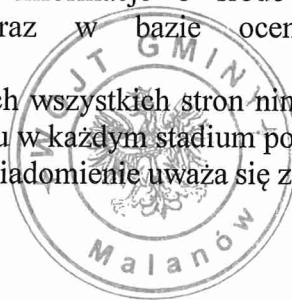 raz w bazie ocen
ch wszystkich stron nin
u w każdym stadium po
iadomienie uważa się z
WÓJT GMINY
Malanów